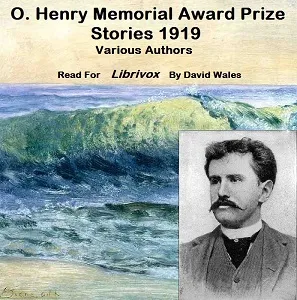 O. Henry Memorial Award Prize
Stories 1919
Various Authors
Read For Librivox By David Wales